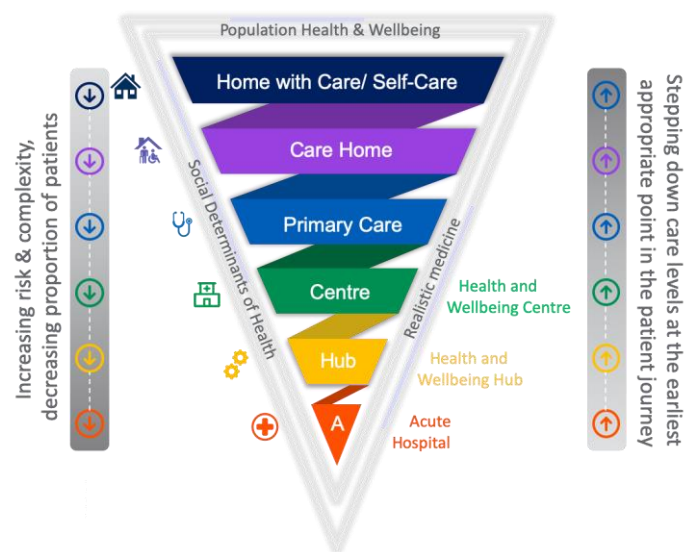 Population Health & Wellbeing
Home with Care/ Self-Care
Care Home
Primary Care
Centre
Hub
A
Social Determinants of Health
Realistic medicine
Health and
Wellbeing Centre
Health and
Wellbeing Hub
Acute
Hospital
Increasing risk & complexity,
decreasing proportion of patients
Stepping down care levels at the earliest
appropriate point in the patient journey